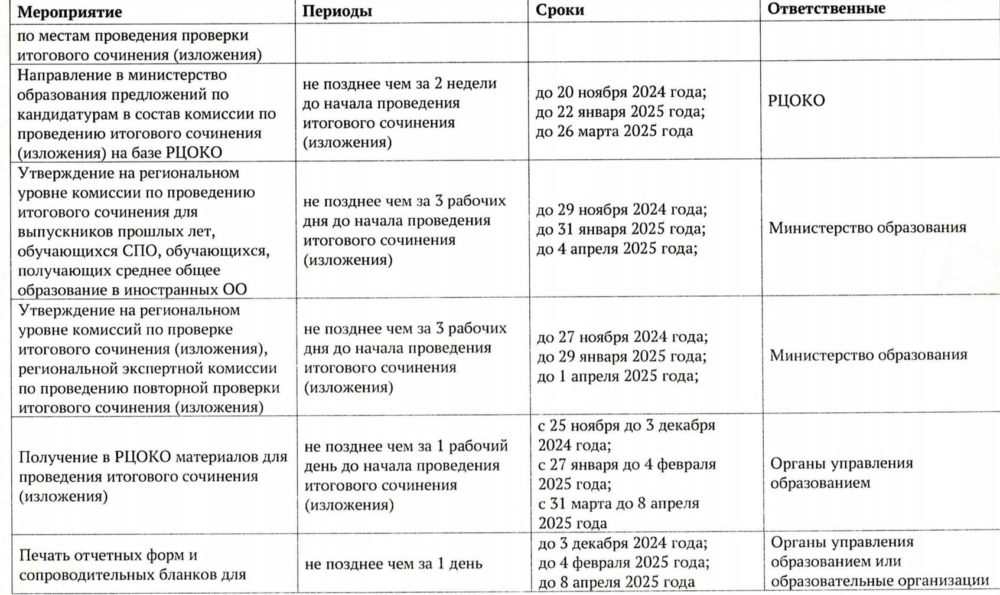 Мероприятие
Периоды
Сроки
Ответственные
по местам проведения проверки
итогового сочинения (изложения)
Направление в министерство
образования предложений по
кандидатурам в состав комиссии по
проведению итогового сочинения
(изложения) на базе РЦОКО
не позднее чем за 2 недели
до начала проведения
итогового сочинения
(изложения)
до 20 ноября 2024 года;
до 22 января 2025 года;
до 26 марта 2025 года
РЦОКО
Утверждение на региональном
уровне комиссии по проведению
итогового сочинения для
выпускников прошлых лет,
обучающихся СПО, обучающихся,
получающих среднее общее
образование в иностранных ОО
не позднее чем за 3 рабочих
дня до начала проведения
итогового сочинения
(изложения)
до 29 ноября 2024 года;
до 31 января 2025 года;
до 4 апреля 2025 года;
Министерство образования
Утверждение на региональном
уровне комиссий по проверке
итогового сочинения (изложения),
региональной экспертной комиссии
по проведению повторной проверки
итогового сочинения (изложения)
не позднее чем за 3 рабочих
дня до начала проведения
итогового сочинения
(изложения)
до 27 ноября 2024 года;
до 29 января 2025 года;
до 1 апреля 2025 года;
Министерство образования
Получение в РЦОКО материалов для
проведения итогового сочинения
(изложения)
не позднее чем за 1 рабочий
день до начала проведения
итогового сочинения
(изложения)
с 25 ноября до 3 декабря
2024 года;
с 27 января до 4 февраля
2025 года;
с 31 марта до 8 апреля
2025 года
Органы управления
образованием
Печать отчетных форм и
сопроводительных бланков для
не позднее чем за 1 день
до 3 декабря 2024 года;
до 4 февраля 2025 года;
до 8 апреля 2025 года
Органы управления
образованием или
образовательные организации